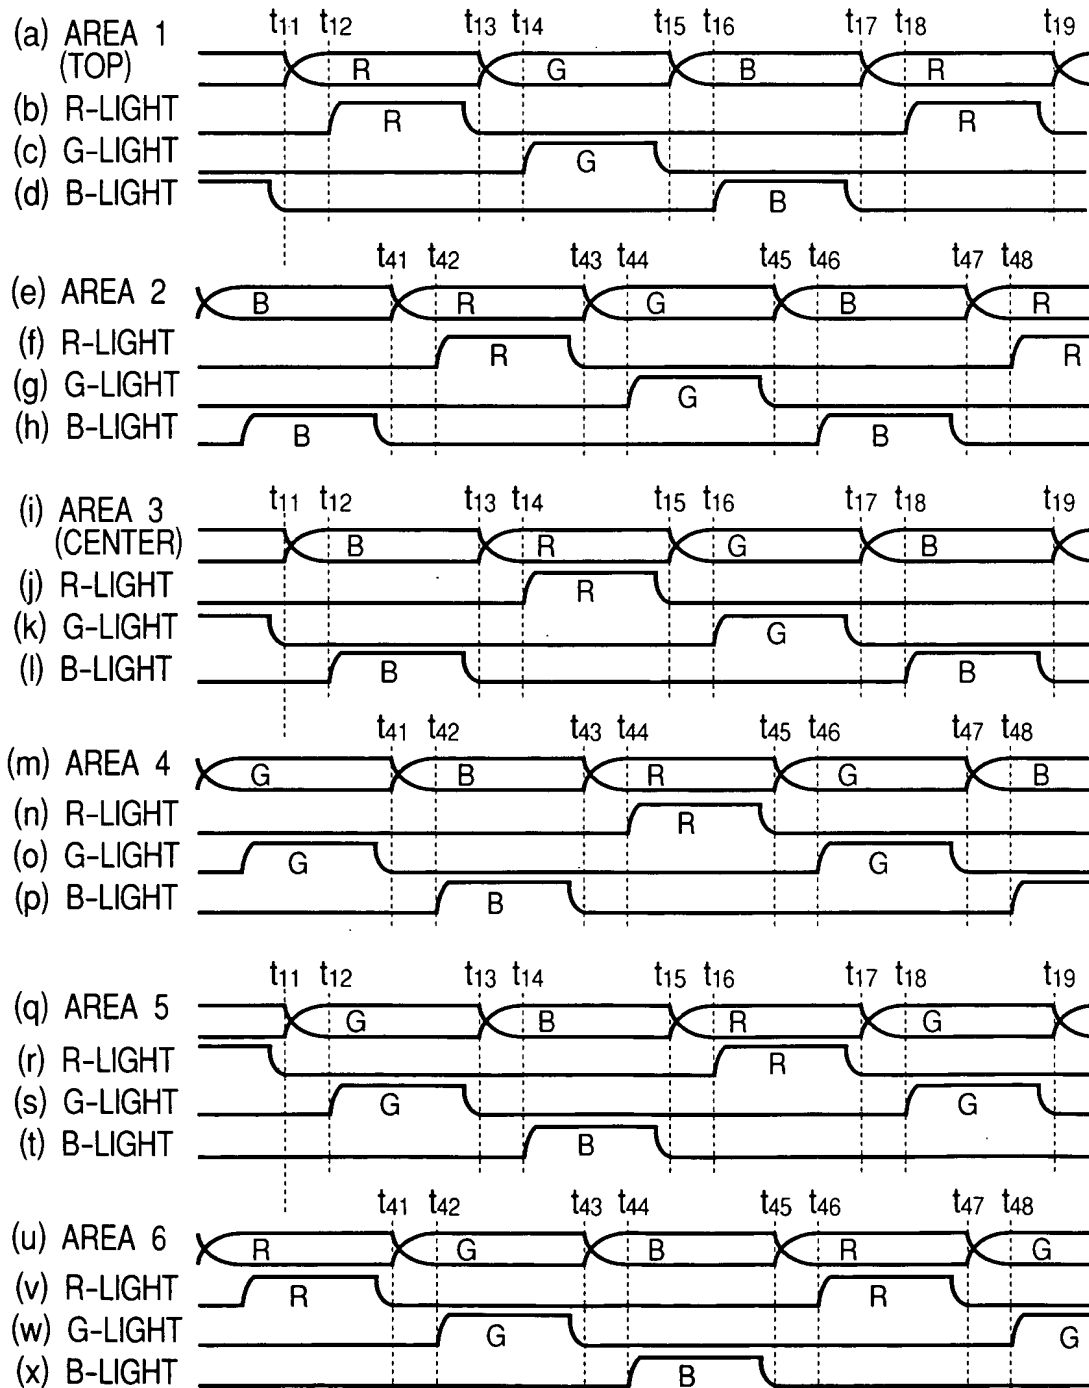 t11 t12 t13 t14 t15 t16 t17 t18 t19
(a) AREA 1
(TOP)
R G B R
(b) R-LIGHT R R
(c) G-LIGHT G
(d) B-LIGHT B
t41 t42 t43 t44 t45 t46 t47 t48
(e) AREA 2 B R G B R
(f) R-LIGHT R R
(g) G-LIGHT G
(h) B-LIGHT B B
t11 t12 t13 t14 t15 t16 t17 t18 t19
(i) AREA 3
(CENTER) B R G B
(j) R-LIGHT R
(k) G-LIGHT G
(l) B-LIGHT B B
t41 t42 t43 t44 t45 t46 t47 t48
(m) AREA 4 G B R G B
(n) R-LIGHT R
(o) G-LIGHT G G
(p) B-LIGHT B
t11 t12 t13 t14 t15 t16 t17 t18 t19
(q) AREA 5 G B R G
(r) R-LIGHT R
(s) G-LIGHT G G
(t) B-LIGHT B
t41 t42 t43 t44 t45 t46 t47 t48
(u) AREA 6 R G B R G
(v) R-LIGHT R R
(w) G-LIGHT G G
(x) B-LIGHT B